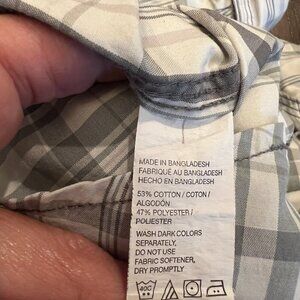 MADE IN BANGLADESH
FABRIQUÉ AU BANGLADESH
HECHO EN BANGLADESH
53% COTTON / COTON /
ALGODÓN
47% POLYESTER /
POLIESTER
WASH DARK COLORS
SEPARATELY,
DO NOT USE
FABRIC SOFTENER,
DRY PROMPTLY
40C